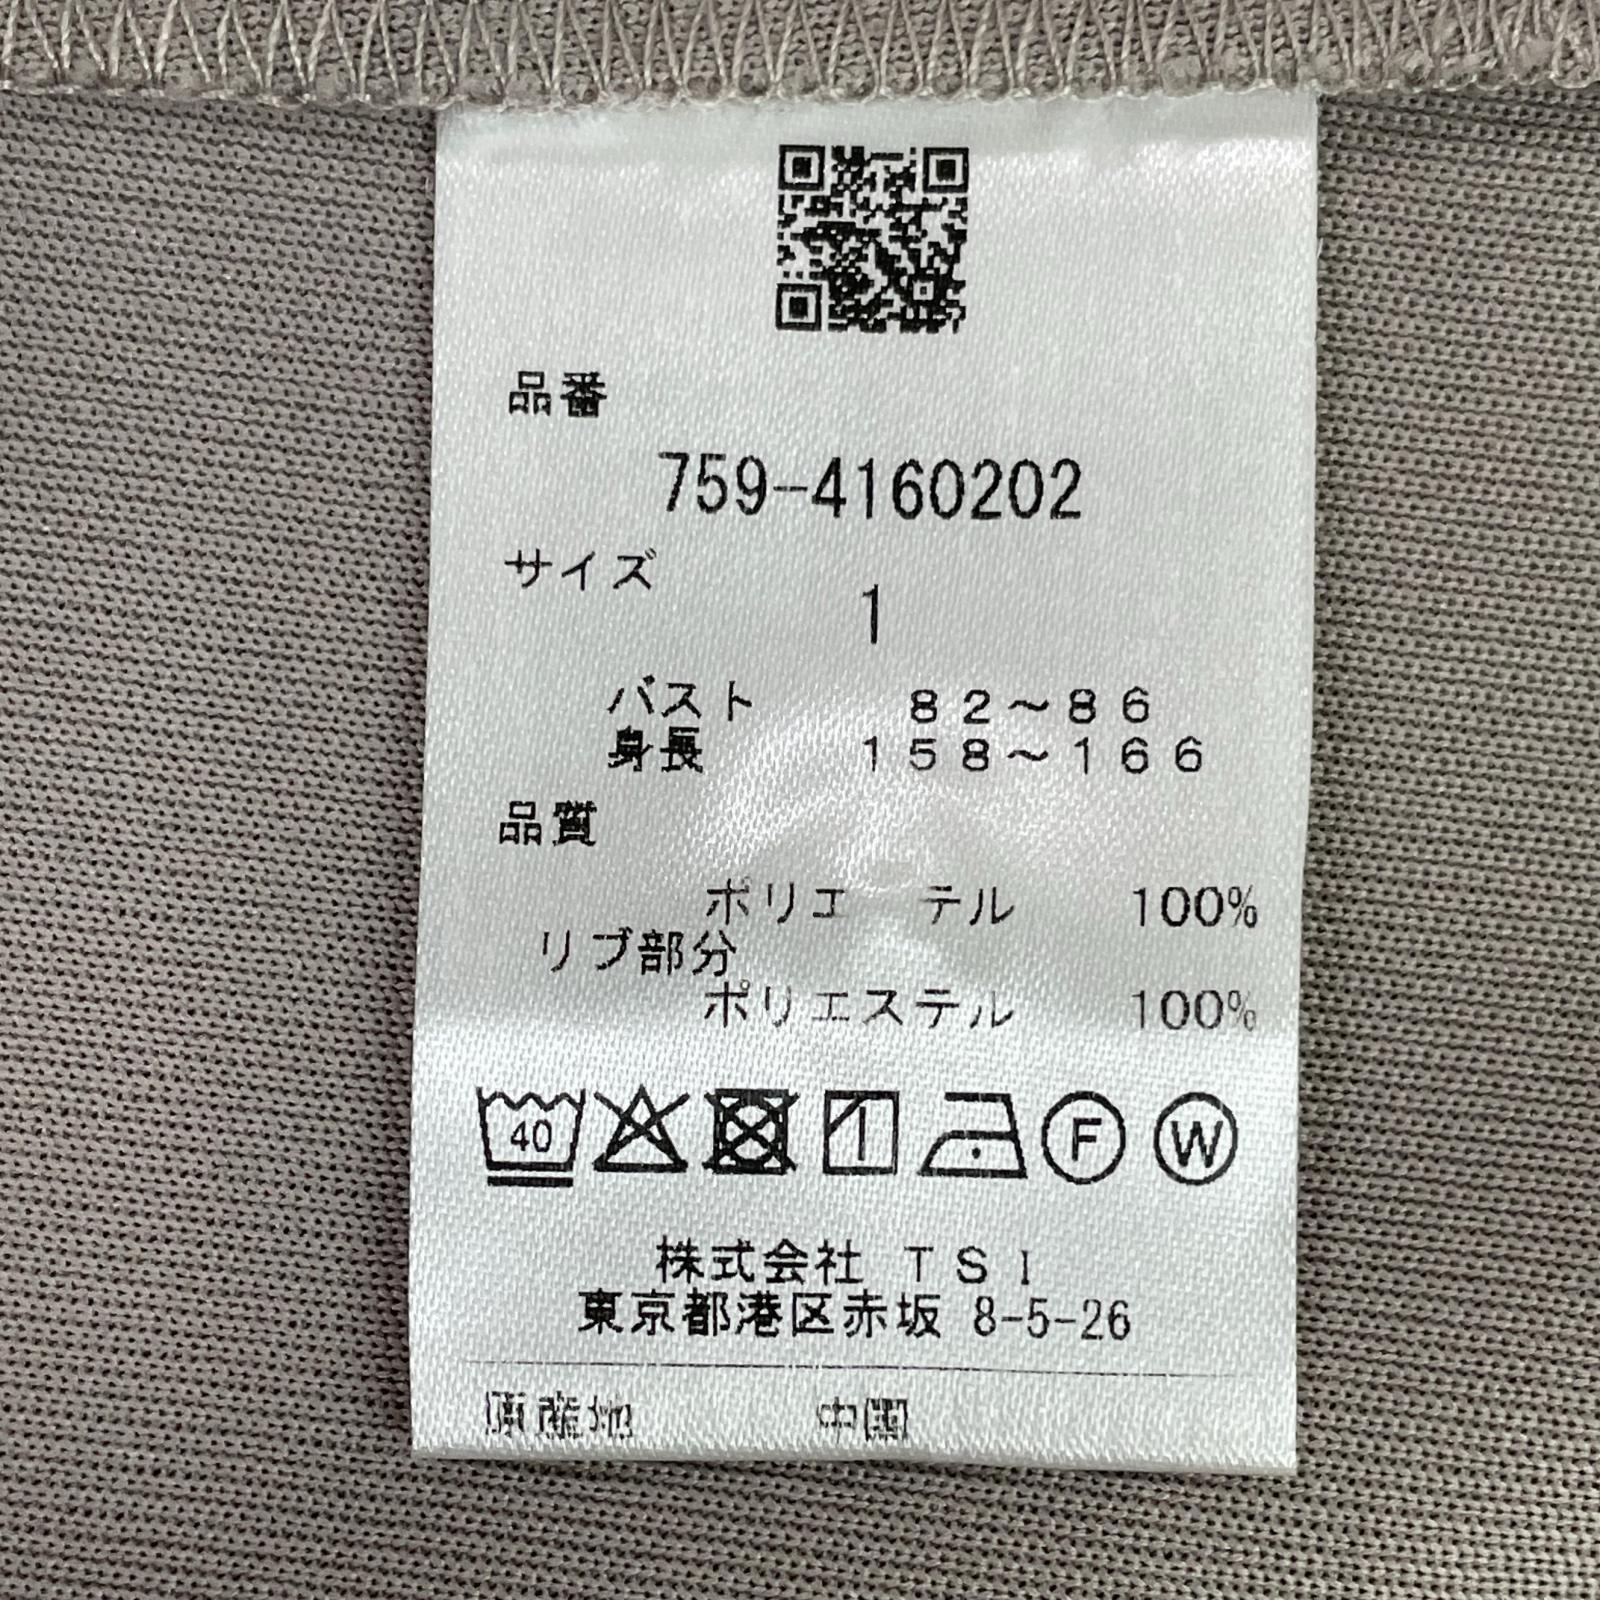 品番
759-4160202
サイズ
1
バスト 82〜86
身長 158〜166
品質
ポリエ テル 100%
リブ部分
ポリエステル 100%
40 1 F W
株式会社 TSI
東京都港区赤坂 8-5-26
原産地 中国